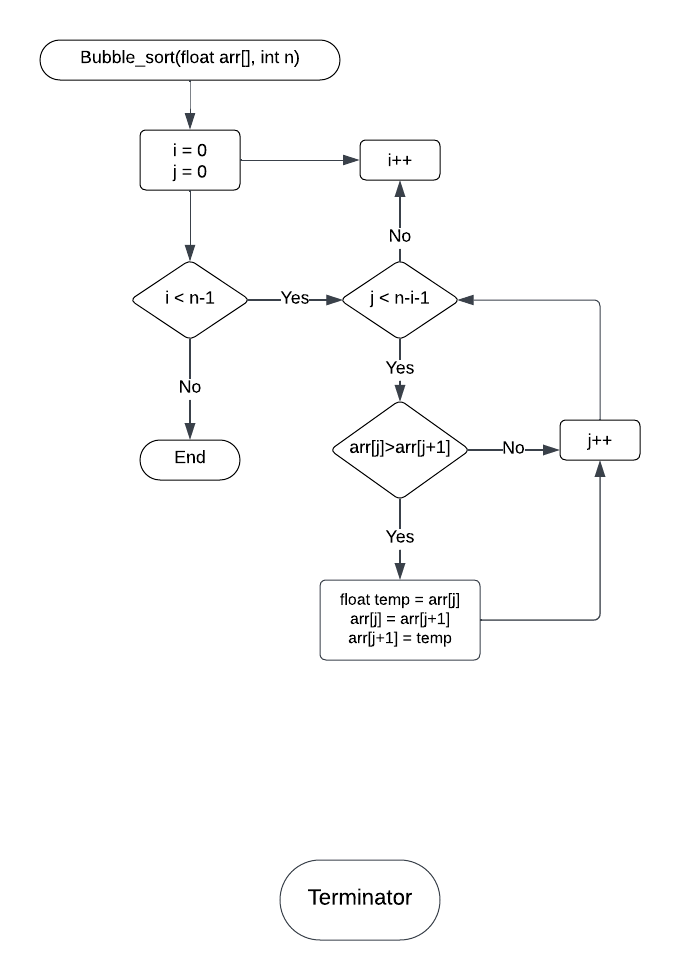 Bubble_sort(float arr[], int n)
i = 0
j = 0
i++
No
i < n-1
Yes
j < n-i-1
Yes
No
End
arr[j]>arr[j+1]
No
j++
Yes
float temp = arr[j]
arr[j] = arr[j+1]
arr[j+1] = temp
Terminator